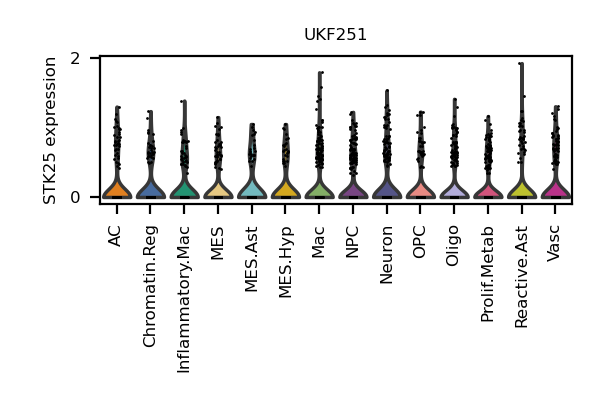 UKF251
STK25 expression
2
0
AC
Chromatin.Reg
Inflammatory.Mac
MES
MES.Ast
MES.Hyp
Mac
NPC
Neuron
OPC
Oligo
Prolif.Metab
Reactive.Ast
Vasc